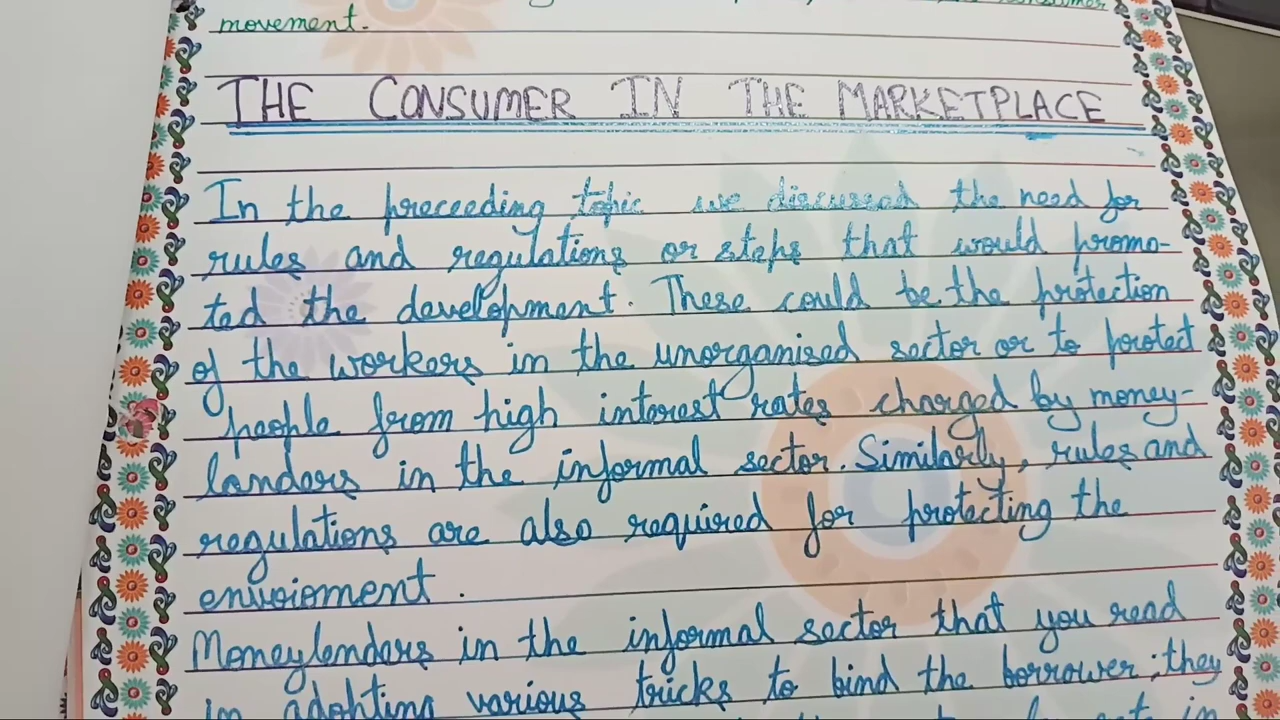 movement.
THE CONSUMER IN THE MARKETPLACE
In the preceeding topic we discussed the need for
rules and regulations or steps that would promo-
ted the development. These could be the protection
of the workers in the unorganised sector or to protect
people from high interest rates charged by money-
landers in the informal sector. Similarly, rules and
regulations are also required for protecting the
envoioment.
Moneylenders in the informal sector that you read
in adopting various tricks to bind the borrower; they
in